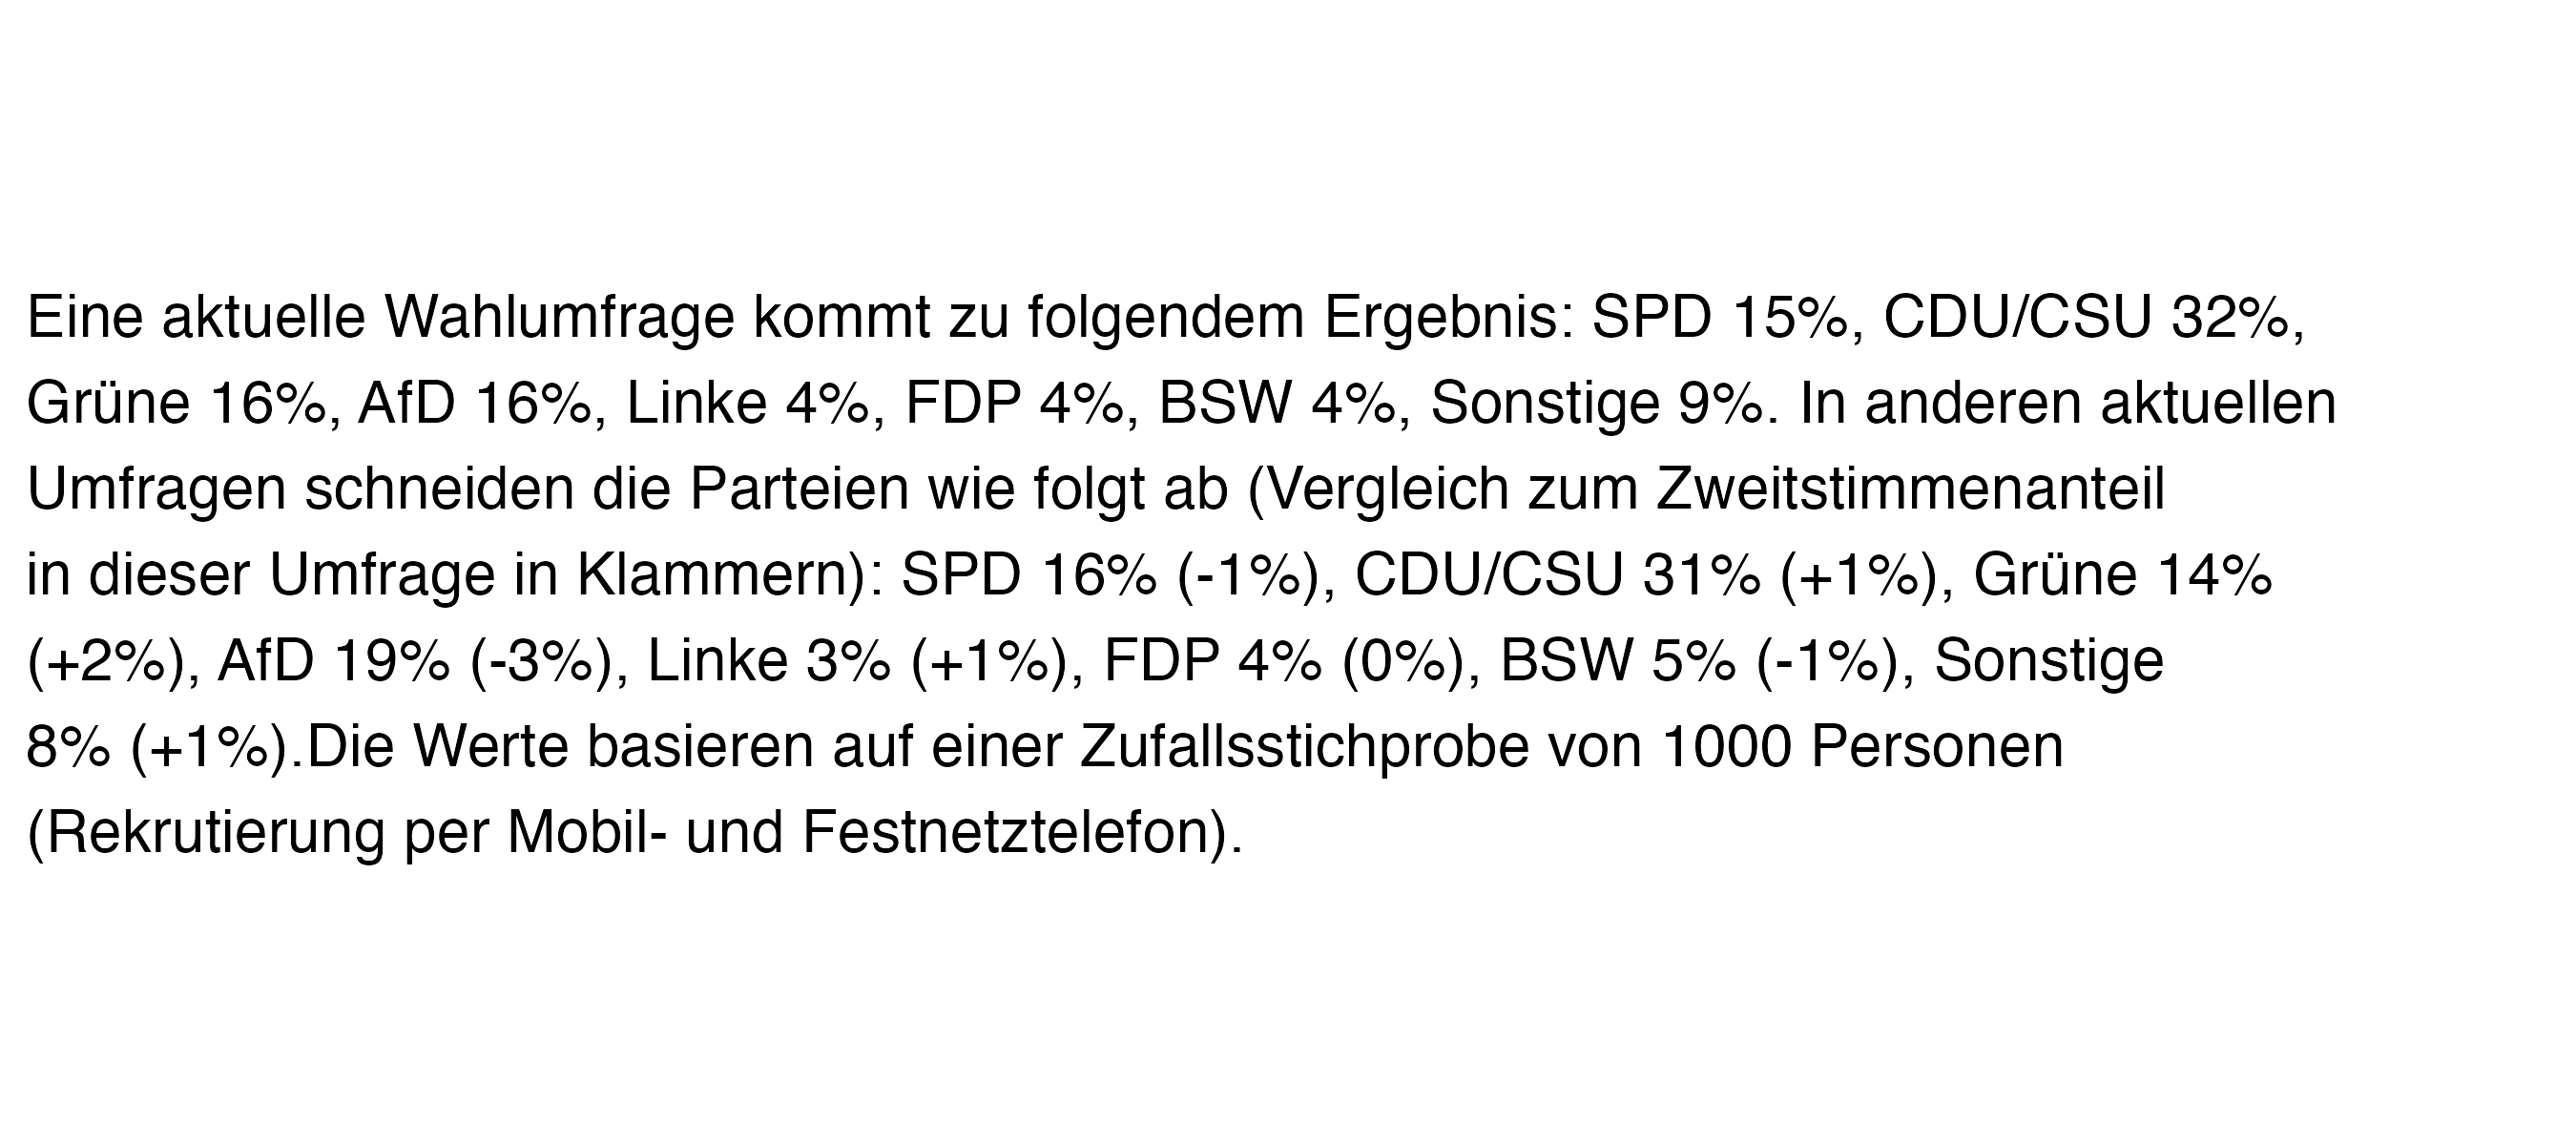 Eine aktuelle Wahlumfrage kommt zu folgendem Ergebnis: SPD 15%, CDU/CSU 32%,
Grüne 16%, AfD 16%, Linke 4%, FDP 4%, BSW 4%, Sonstige 9%. In anderen aktuellen
Umfragen schneiden die Parteien wie folgt ab (Vergleich zum Zweitstimmenanteil
in dieser Umfrage in Klammern): SPD 16% (-1%), CDU/CSU 31% (+1%), Grüne 14%
(+2%), AfD 19% (-3%), Linke 3% (+1%), FDP 4% (0%), BSW 5% (-1%), Sonstige
8% (+1%).Die Werte basieren auf einer Zufallsstichprobe von 1000 Personen
(Rekrutierung per Mobil- und Festnetztelefon).